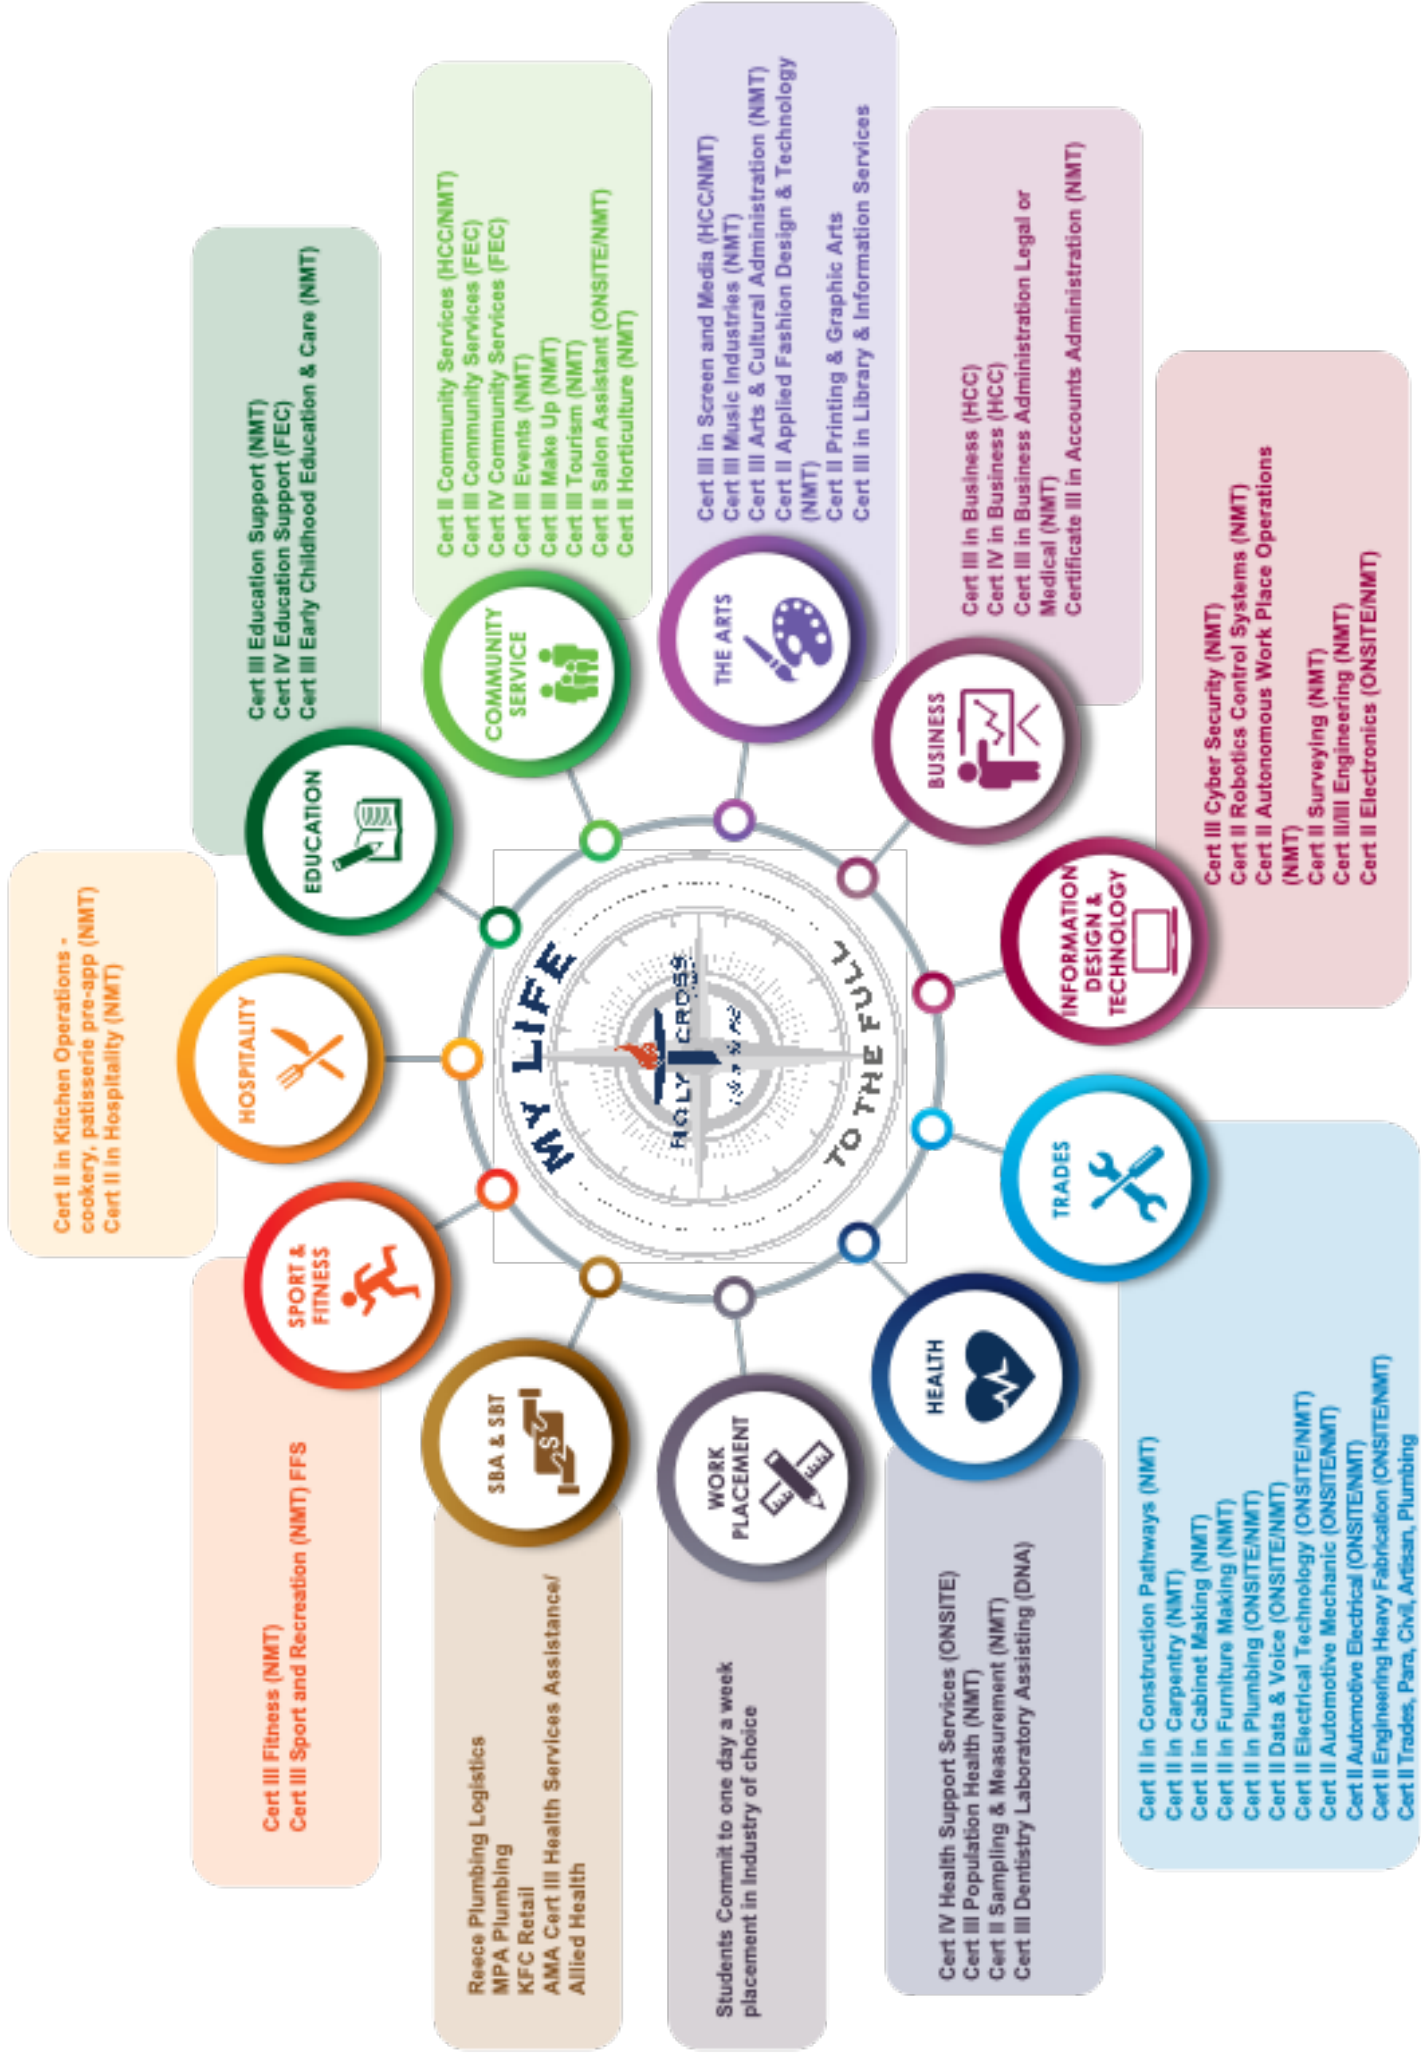 HOSPITALITY
Cert II in Kitchen Operations -
cookery, patisserie pre-app (NMT)
Cert II in Hospitality (NMT)
EDUCATION
Cert III Education Support (NMT)
Cert IV Education Support (FEC)
Cert III Early Childhood Education & Care (NMT)
COMMUNITY
SERVICE
Cert II Community Services (HCC/NMT)
Cert III Community Services (FEC)
Cert IV Community Services (FEC)
Cert III Events (NMT)
Cert III Make Up (NMT)
Cert III Tourism (NMT)
Cert II Salon Assistant (ONSITE/NMT)
Cert II Horticulture (NMT)
THE ARTS
Cert III in Screen and Media (HCC/NMT)
Cert III Music Industries (NMT)
Cert III Arts & Cultural Administration (NMT)
Cert II Applied Fashion Design & Technology
(NMT)
Cert II Printing & Graphic Arts
Cert III in Library & Information Services
BUSINESS
Cert III in Business (HCC)
Cert IV in Business (HCC)
Cert III in Business Administration Legal or
Medical (NMT)
Certificate III in Accounts Administration (NMT)
INFORMATION
DESIGN &
TECHNOLOGY
Cert III Cyber Security (NMT)
Cert II Robotics Control Systems (NMT)
Cert II Autonomous Work Place Operations
(NMT)
Cert II Surveying (NMT)
Cert II/III Engineering (NMT)
Cert II Electronics (ONSITE/NMT)
TRADES
Cert II in Construction Pathways (NMT)
Cert II in Carpentry (NMT)
Cert II in Cabinet Making (NMT)
Cert II in Furniture Making (NMT)
Cert II in Plumbing (ONSITE/NMT)
Cert II Data & Voice (ONSITE/NMT)
Cert II Electrical Technology (ONSITE/NMT)
Cert II Automotive Mechanic (ONSITE/NMT)
Cert II Automotive Electrical (ONSITE/NMT)
Cert II Engineering Heavy Fabrication (ONSITE/NMT)
Cert II Trades, Para, Civil, Artisan, Plumbing
HEALTH
Cert IV Health Support Services (ONSITE)
Cert III Population Health (NMT)
Cert II Sampling & Measurement (NMT)
Cert III Dentistry Laboratory Assisting (DNA)
WORK
PLACEMENT
Students Commit to one day a week
placement in Industry of choice
SBA & SBT
Reece Plumbing Logistics
MPA Plumbing
KFC Retail
AMA Cert III Health Services Assistance/
Allied Health
SPORT &
FITNESS
Cert III Fitness (NMT)
Cert III Sport and Recreation (NMT) FFS
MY LIFE
HOLY CROSS
TO THE FULL